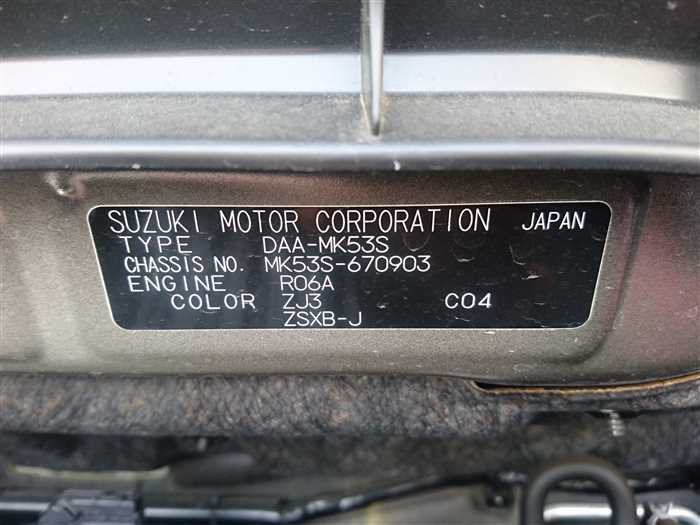 SUZUKI MOTOR CORPORATION JAPAN
TYPE DAA-MK53S
CHASSIS NO. MK53S-670903
ENGINE R06A
COLOR ZJ3 C04
ZSXB-J